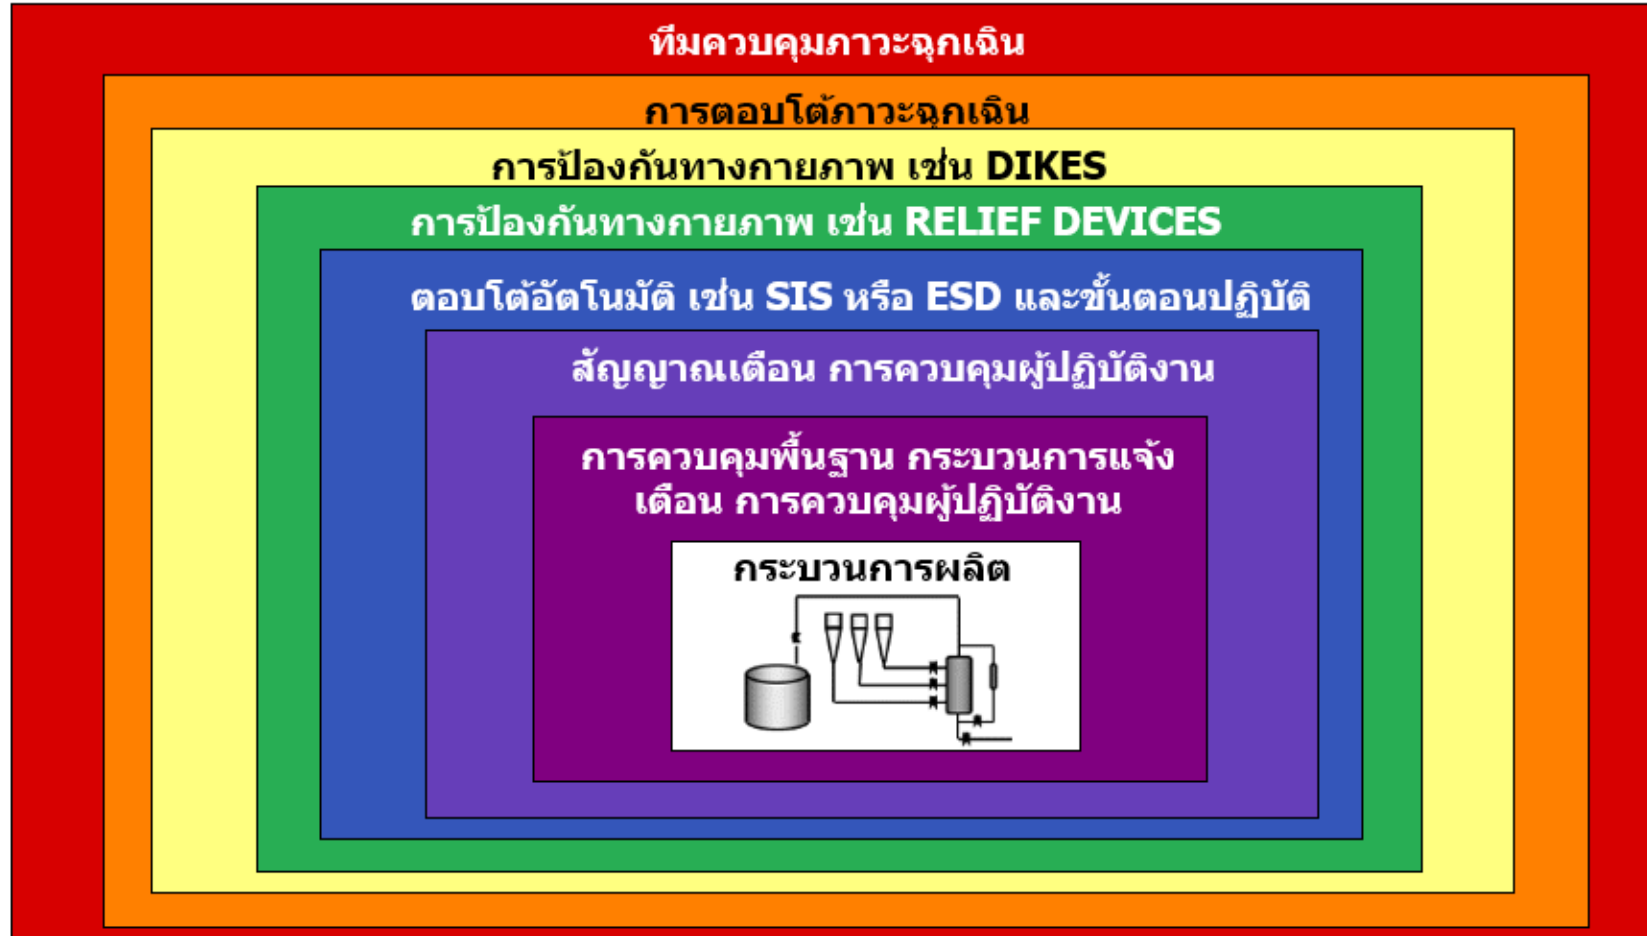 ทีมควบคุมภาวะฉุกเฉิน
การตอบโต้ภาวะฉุกเฉิน
การป้องกันทางกายภาพ เช่น DIKES
การป้องกันทางกายภาพ เช่น RELIEF DEVICES
ตอบโต้อัตโนมัติ เช่น SIS หรือ ESD และขั้นตอนปฏิบัติ
สัญญาณเตือน การควบคุมผู้ปฏิบัติงาน
การควบคุมพื้นฐาน กระบวนการแจ้ง
เตือน การควบคุมผู้ปฏิบัติงาน
กระบวนการผลิต